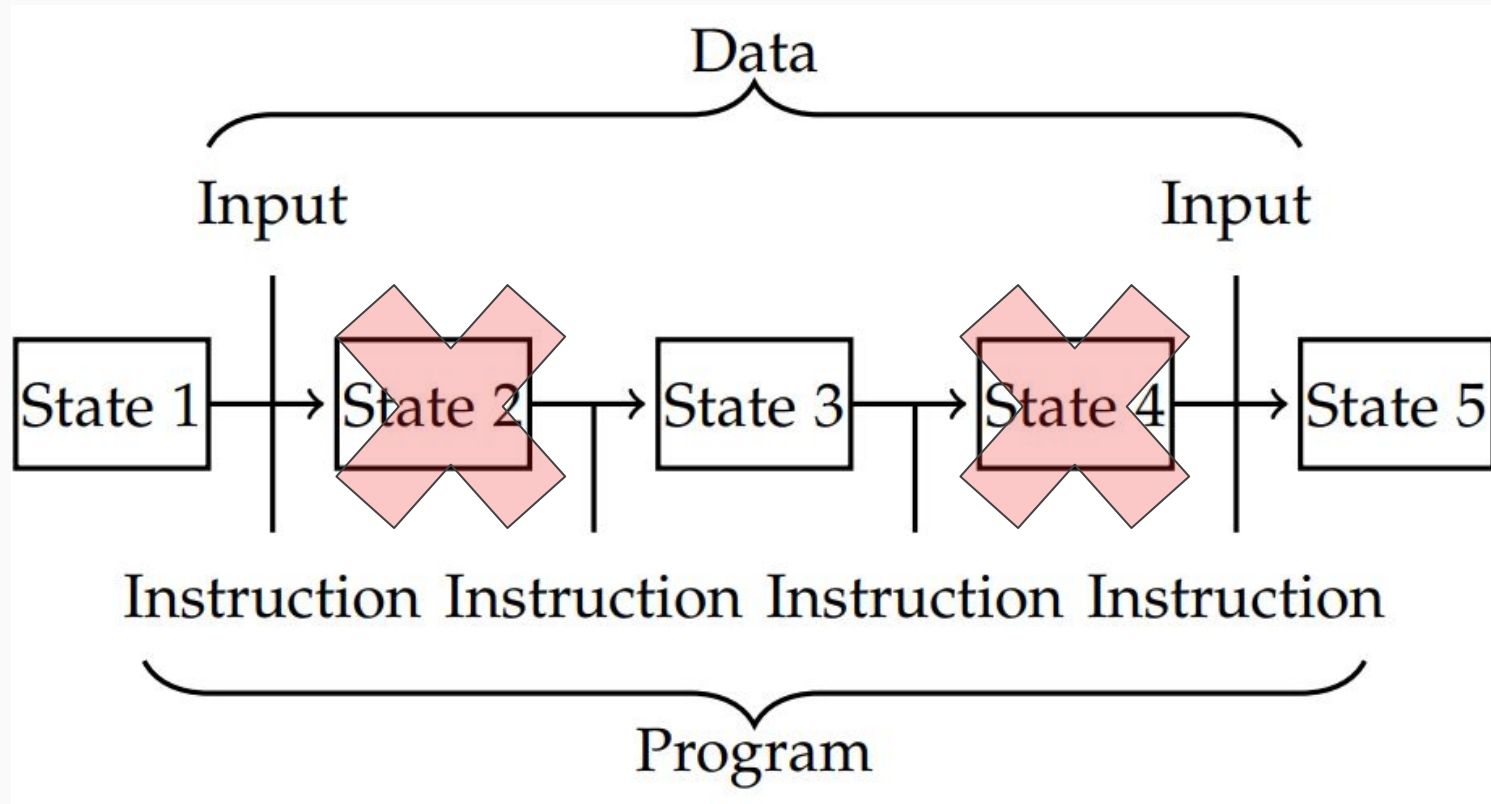 Data
Input Input
State 1 State 2 State 3 State 4 State 5
Instruction Instruction Instruction Instruction
Program